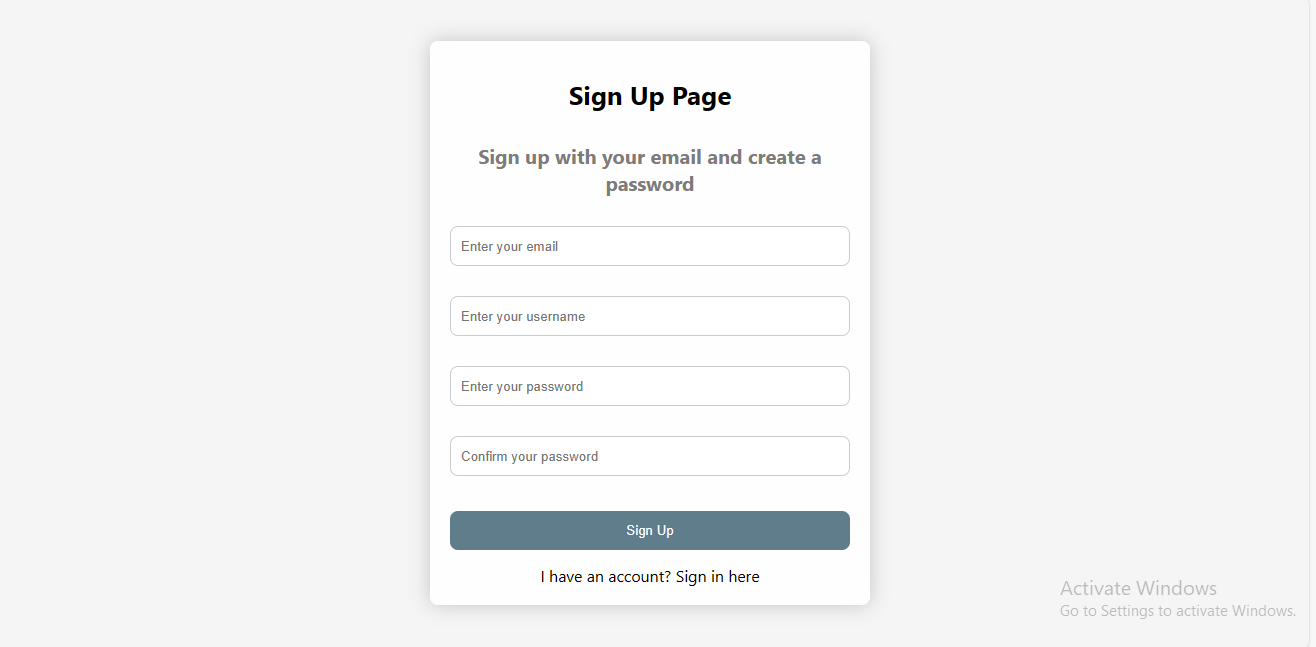 Sign Up Page
Sign up with your email and create a
password
Enter your email
Enter your username
Enter your password
Confirm your password
Sign Up
I have an account? Sign in here
Activate Windows
Go to Settings to activate Windows.